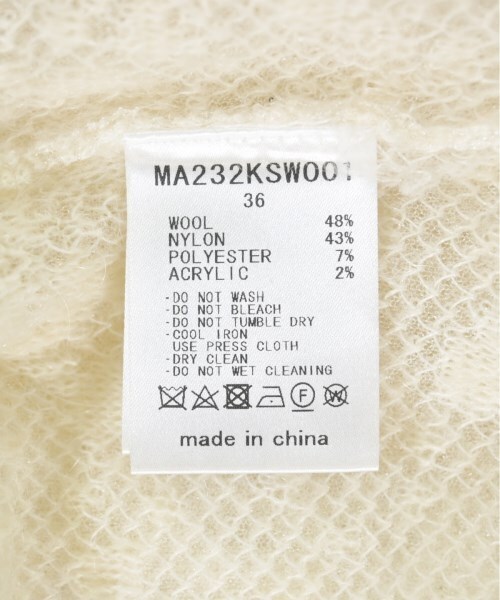 MA232KSW001
36
WOOL 48%
NYLON 43%
POLYESTER 7%
ACRYLIC 2%
-DO NOT WASH
-DO NOT BLEACH
-DO NOT TUMBLE DRY
-COOL IRON
USE PRESS CLOTH
-DRY CLEAN
-DO NOT WET CLEANING
F W
made in china